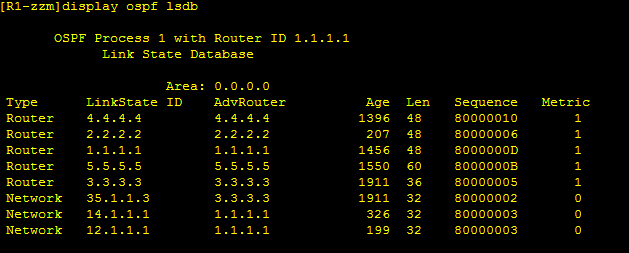 [R1-zzm]display ospf lsdb
OSPF Process 1 with Router ID 1.1.1.1
Link State Database
Area: 0.0.0.0
Type LinkState ID AdvRouter Age Len Sequence Metric
Router 4.4.4.4 4.4.4.4 1396 48 80000010 1
Router 2.2.2.2 2.2.2.2 207 48 80000006 1
Router 1.1.1.1 1.1.1.1 1456 48 8000000D 1
Router 5.5.5.5 5.5.5.5 1550 60 8000000B 1
Router 3.3.3.3 3.3.3.3 1911 36 80000005 1
Network 35.1.1.3 3.3.3.3 1911 32 80000002 0
Network 14.1.1.1 1.1.1.1 326 32 80000003 0
Network 12.1.1.1 1.1.1.1 199 32 80000003 0